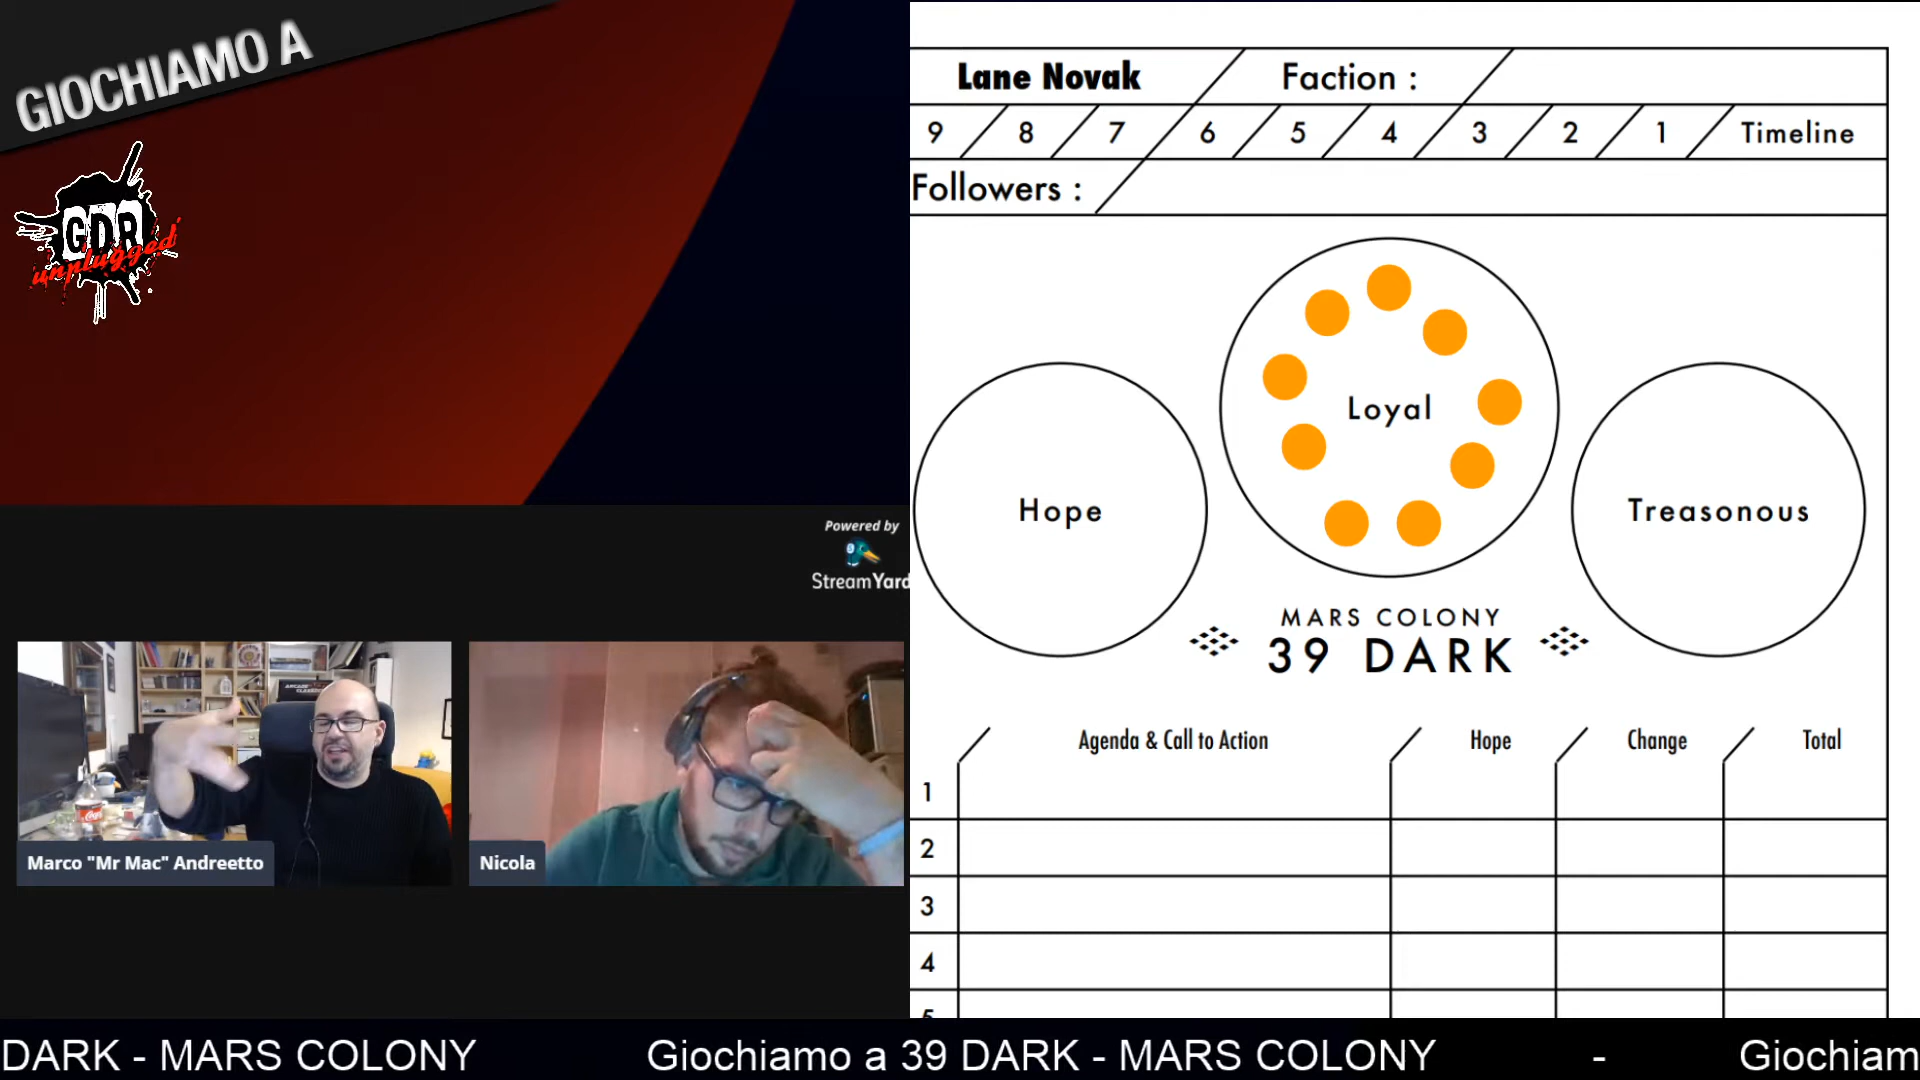 GIOCHIAMO A
GDR
unplugged
Powered by
StreamYard
Marco "Mr Mac" Andreetto
Nicola
Lane Novak
Faction :
9 8 7 6 5 4 3 2 1 Timeline
Followers :
Loyal
Hope
Treasonous
MARS COLONY
39 DARK
Agenda & Call to Action Hope Change Total
1
2
3
4
5
DARK - MARS COLONY Giochiamo a 39 DARK - MARS COLONY - Giochiam